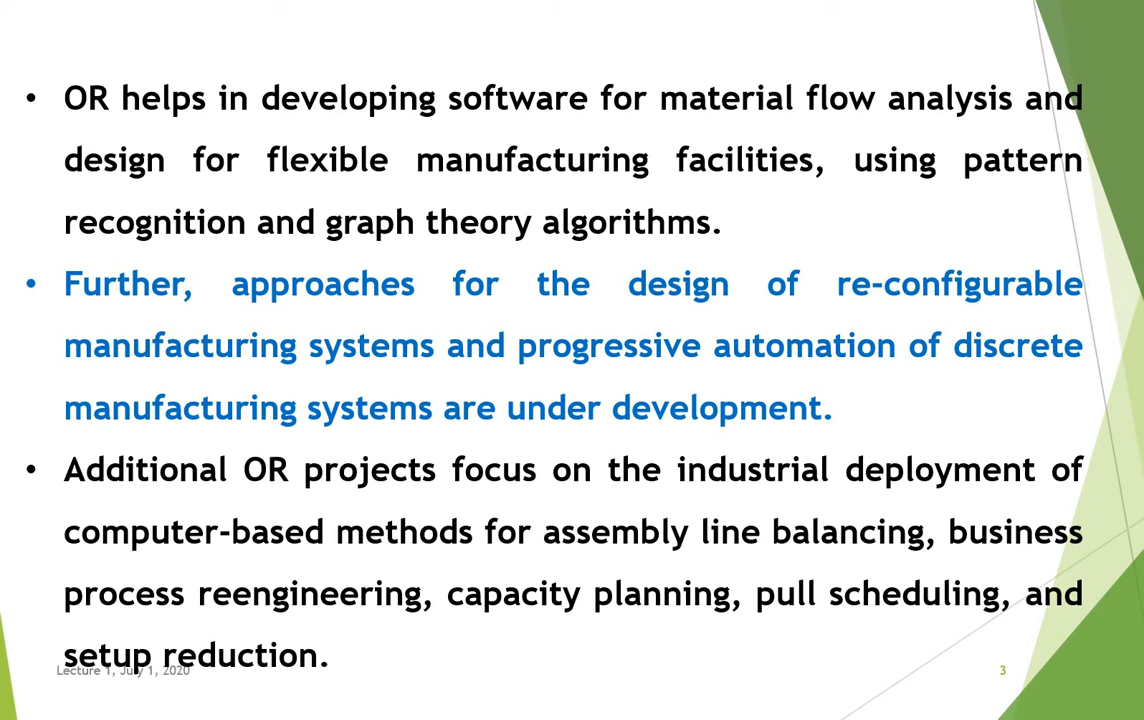 • OR helps in developing software for material flow analysis and
design for flexible manufacturing facilities, using pattern
recognition and graph theory algorithms.
• Further, approaches for the design of re-configurable
manufacturing systems and progressive automation of discrete
manufacturing systems are under development.
• Additional OR projects focus on the industrial deployment of
computer-based methods for assembly line balancing, business
process reengineering, capacity planning, pull scheduling, and
setup reduction.
Lecture 1, July 1, 2020
3